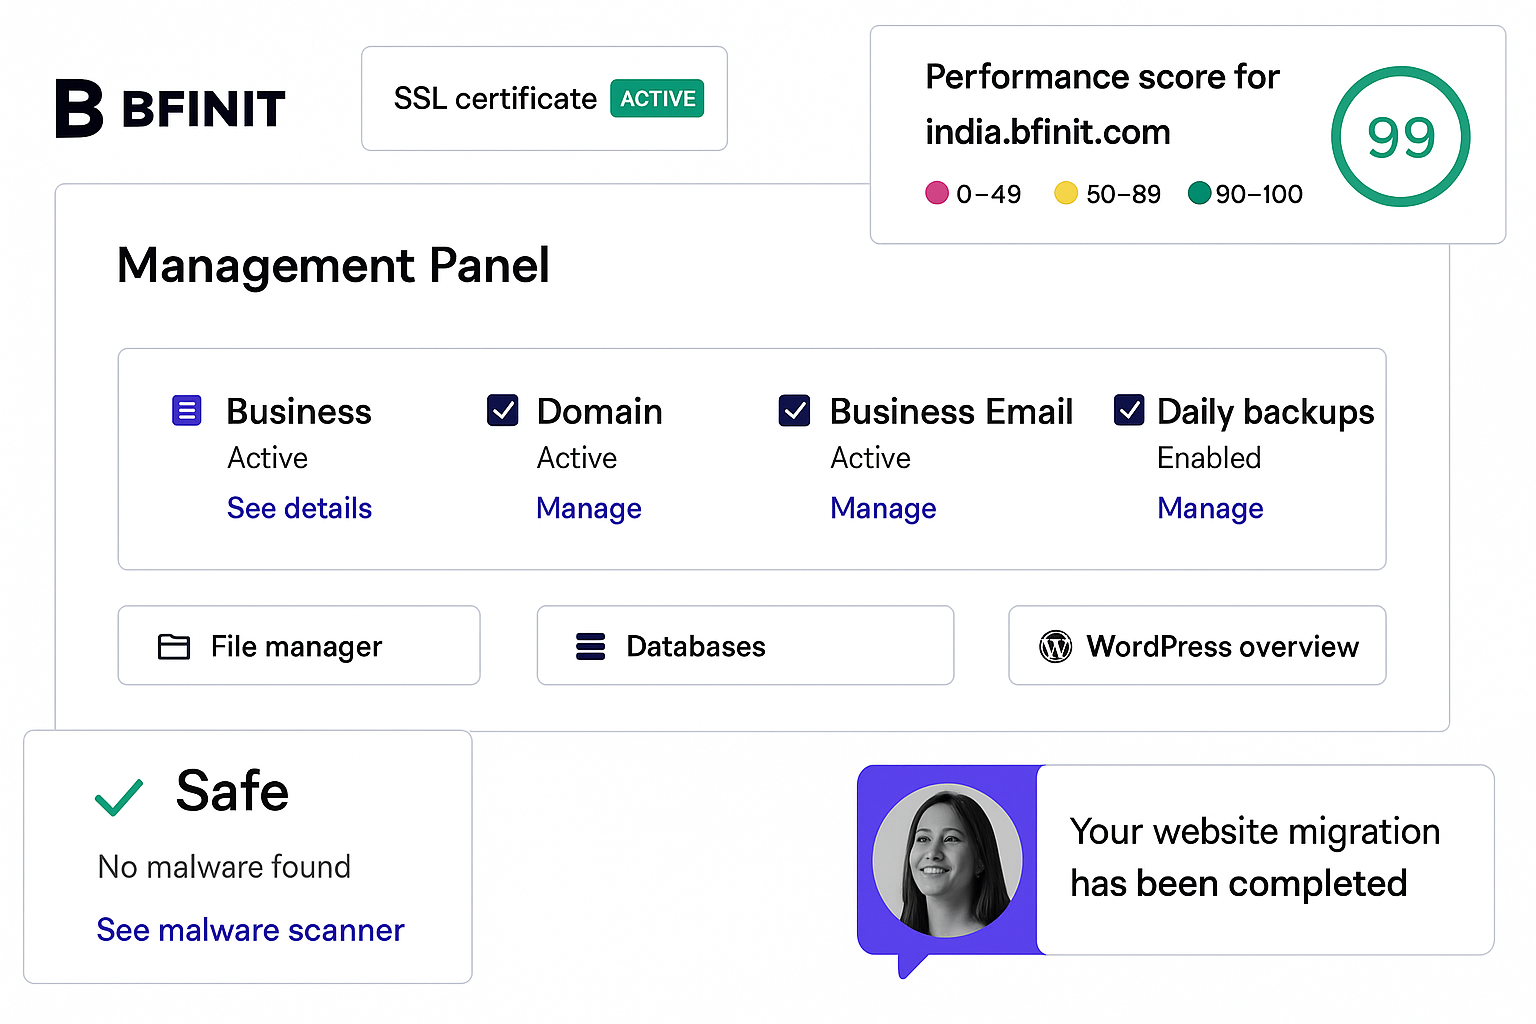 B BFINIT
SSL certificate ACTIVE
Performance score for
india.bfinit.com
99
0–49 50–89 90–100
Management Panel
Business
Active
See details
Domain
Active
Manage
Business Email
Active
Manage
Daily backups
Enabled
Manage
File manager
Databases
WordPress overview
Safe
No malware found
See malware scanner
Your website migration
has been completed